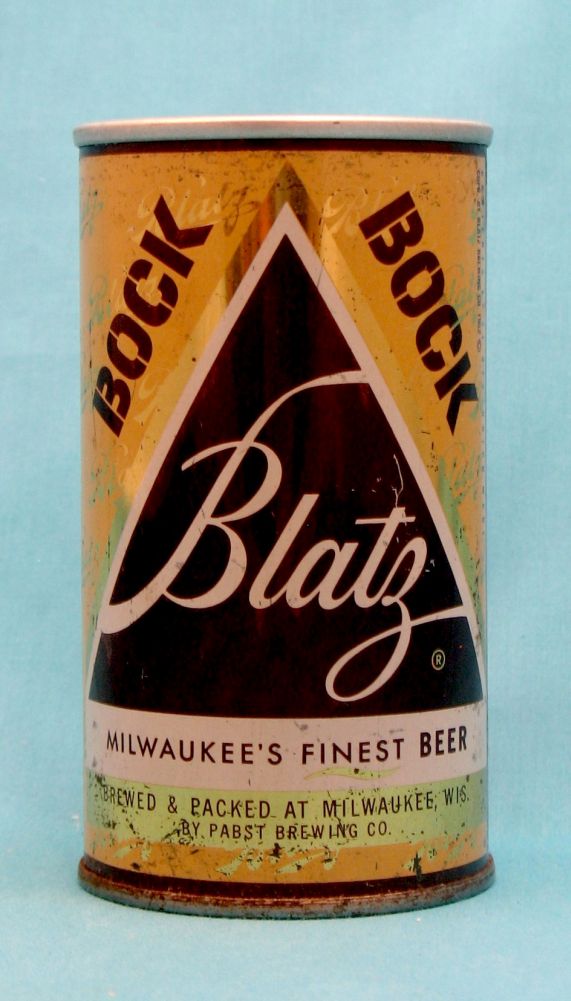 BOCK
BOCK
Blatz
®
MILWAUKEE'S FINEST BEER
BREWED & PACKED AT MILWAUKEE, WIS.
BY PABST BREWING CO.